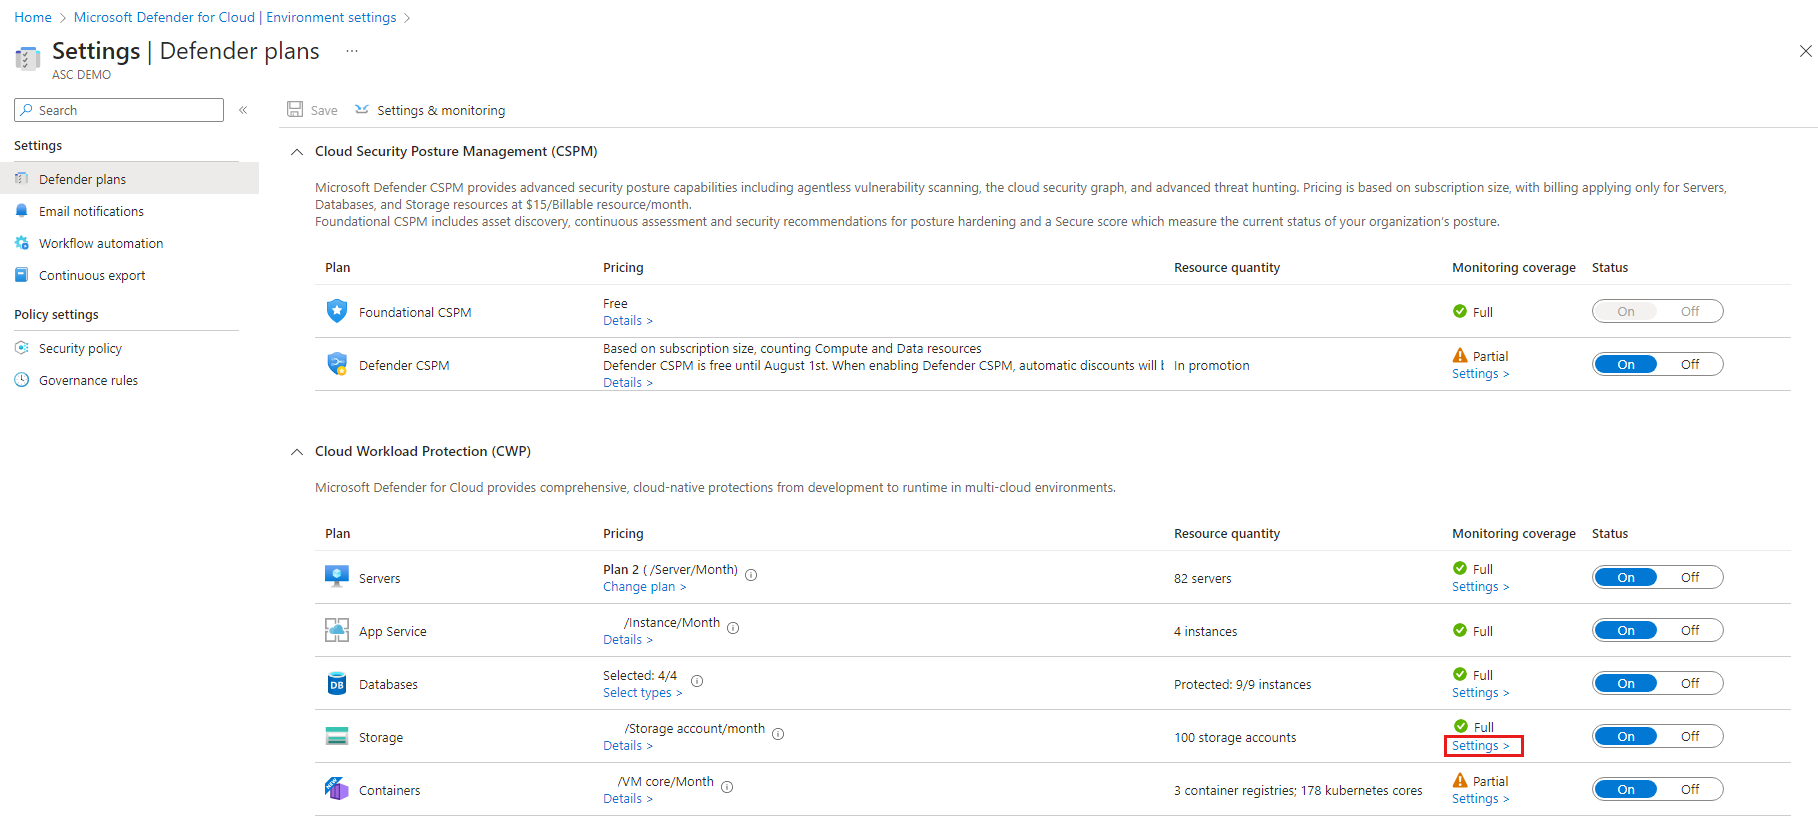 Home > Microsoft Defender for Cloud | Environment settings >
Settings | Defender plans ...
ASC DEMO
Search «
Save Settings & monitoring
Settings
Defender plans
Email notifications
Workflow automation
Continuous export
Policy settings
Security policy
Governance rules
Cloud Security Posture Management (CSPM)
Microsoft Defender CSPM provides advanced security posture capabilities including agentless vulnerability scanning, the cloud security graph, and advanced threat hunting. Pricing is based on subscription size, with billing applying only for Servers,
Databases, and Storage resources at $15/Billable resource/month.
Foundational CSPM includes asset discovery, continuous assessment and security recommendations for posture hardening and a Secure score which measure the current status of your organization's posture.
Plan Pricing Resource quantity Monitoring coverage Status
Free
Foundational CSPM Full On Off
Details >
Based on subscription size, counting Compute and Data resources Partial
Defender CSPM Defender CSPM is free until August 1st. When enabling Defender CSPM, automatic discounts will In promotion On Off
Details > Settings >
Cloud Workload Protection (CWP)
Microsoft Defender for Cloud provides comprehensive, cloud-native protections from development to runtime in multi-cloud environments.
Plan Pricing Resource quantity Monitoring coverage Status
Plan 2 ( /Server/Month) Full
Servers 82 servers On Off
Change plan > Settings >
/Instance/Month
App Service 4 instances Full On Off
Details >
Selected: 4/4 Full
DB Databases Protected: 9/9 instances On Off
Select types > Settings >
/Storage account/month Full
Storage 100 storage accounts On Off
Details > Settings >
/VM core/Month Partial
Containers 3 container registries; 178 kubernetes cores On Off
Details > Settings >